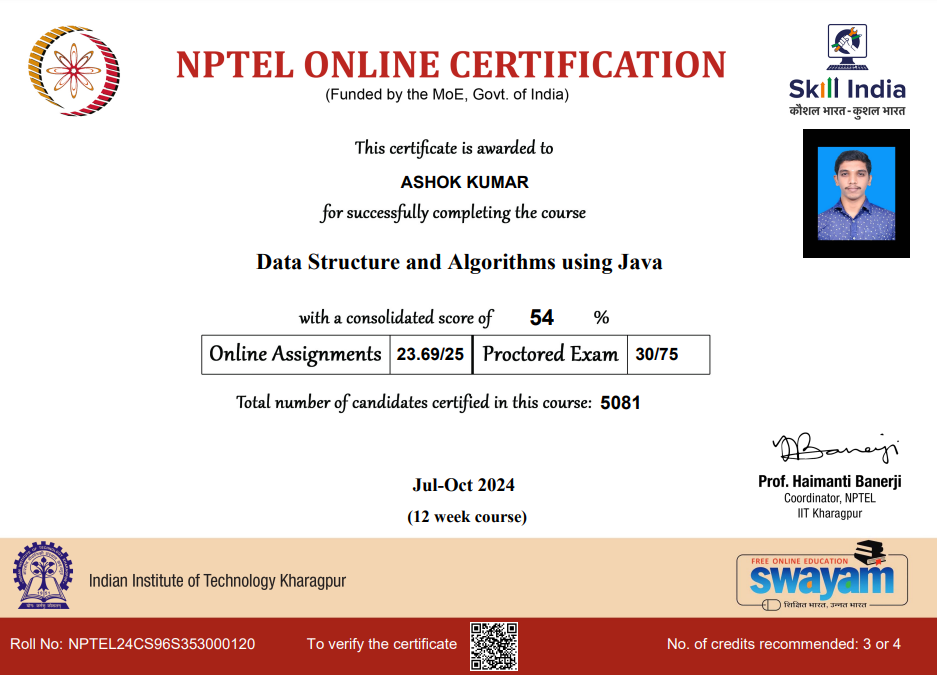 NPTEL ONLINE CERTIFICATION
(Funded by the MoE, Govt. of India)
Skill India
कौशल भारत - कुशल भारत
This certificate is awarded to
ASHOK KUMAR
for successfully completing the course
Data Structure and Algorithms using Java
with a consolidated score of 54 %
Online Assignments 23.69/25 Proctored Exam 30/75
Total number of candidates certified in this course: 5081
Jul-Oct 2024
(12 week course)
Prof. Haimanti Banerji
Coordinator, NPTEL
IIT Kharagpur
Indian Institute of Technology Kharagpur
FREE ONLINE EDUCATION
swayam
शिक्षित भारत, उन्नत भारत
Roll No: NPTEL24CS96S353000120
To verify the certificate
No. of credits recommended: 3 or 4